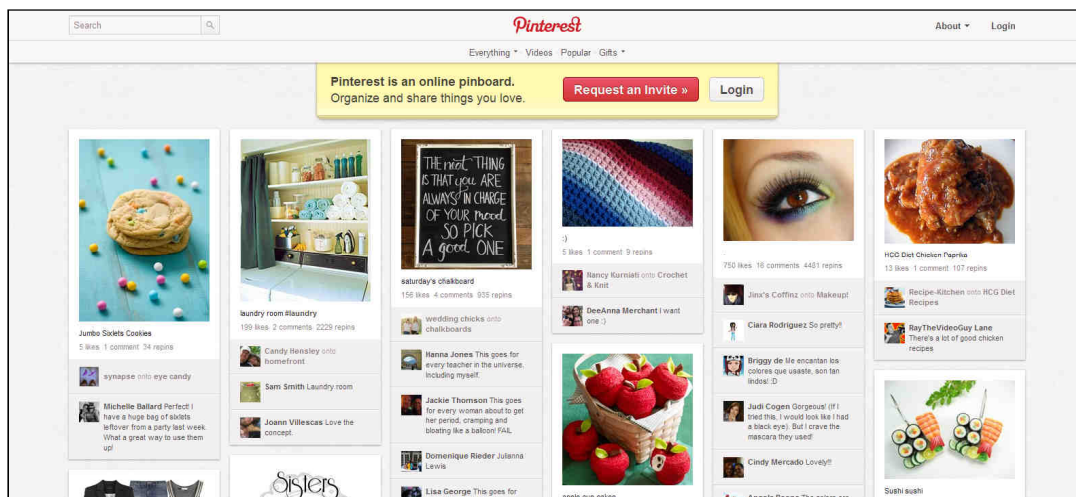 Search
Pinterest
About
Login
Everything · Videos · Popular · Gifts
Pinterest is an online pinboard.
Organize and share things you love.
Request an Invite »
Login
Jumbo Sixlets Cookies
5 likes 1 comment 34 repins
synapse onto eye candy
Michelle Ballard Perfect! I
have a huge bag of sixlets
leftover from a party last week.
What a great way to use them
up!
laundry room #laundry
199 likes 2 comments 2229 repins
Candy Hensley onto
homefront
Sam Smith Laundry room
Joann Villescas Love the
concept.
Sisters
THE nicest THING
IS THAT you ARE
ALWAYS IN CHARGE
OF YOUR mood
SO PICK
A good ONE
saturday's chalkboard
156 likes 4 comments 935 repins
wedding chicks onto
chalkboards
Hanna Jones This goes for
every teacher in the universe.
Including myself.
Jackie Thomson This goes
for every woman about to get
her period, cramping and
bloating like a balloon! FAIL
Domenique Rieder Julianna
Lewis
Lisa George This goes for
:)
5 likes 1 comment 9 repins
Nancy Kurniati onto Crochet
& Knit
DeeAnna Merchant I want
one :)
750 likes 16 comments 4481 repins
Jinx's Coffinz onto Makeup!
Ciara Rodriguez So pretty!!
Briggy de Me encantan los
colores que usaste, son tan
lindos! :D
Judi Cogen Gorgeous! (If I
tried this, I would look like I had
a black eye). But I crave the
mascara they used!
Cindy Mercado Lovely!!
HCG Diet Chicken Paprika
13 likes 1 comment 107 repins
Recipe-Kitchen onto HCG Diet
Recipes
RayTheVideoGuy Lane
There's a lot of good chicken
recipes
Sushi sushi